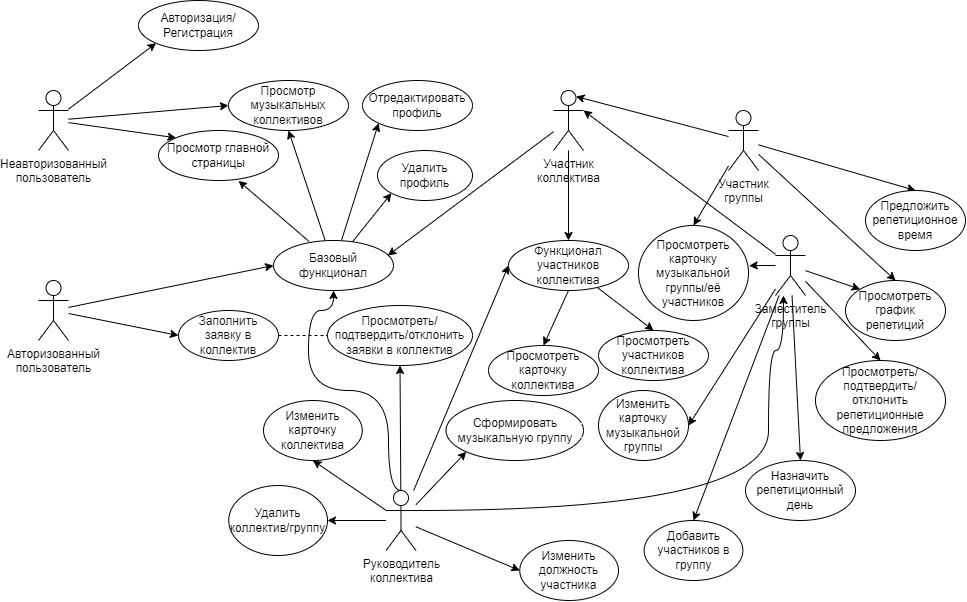 Авторизация/
Регистрация
Неавторизованный
пользователь
Просмотр
музыкальных
коллективов
Отредактировать
профиль
Просмотр главной
страницы
Удалить
профиль
Участник
коллектива
Участник
группы
Предложить
репетиционное
время
Базовый
функционал
Функционал
участников
коллектива
Просмотреть
карточку
музыкальной
группы/её
участников
Заместитель
группы
Просмотреть
график
репетиций
Авторизованный
пользователь
Заполнить
заявку в
коллектив
Просмотреть/
подтвердить/отклонить
заявки в коллектив
Просмотреть
карточку
коллектива
Просмотреть
участников
коллектива
Просмотреть/
подтвердить/
отклонить
репетиционные
предложения
Изменить
карточку
коллектива
Сформировать
музыкальную группу
Изменить
карточку
музыкальной
группы
Назначить
репетиционный
день
Удалить
коллектив/группу
Руководитель
коллектива
Изменить
должность
участника
Добавить
участников в
группу